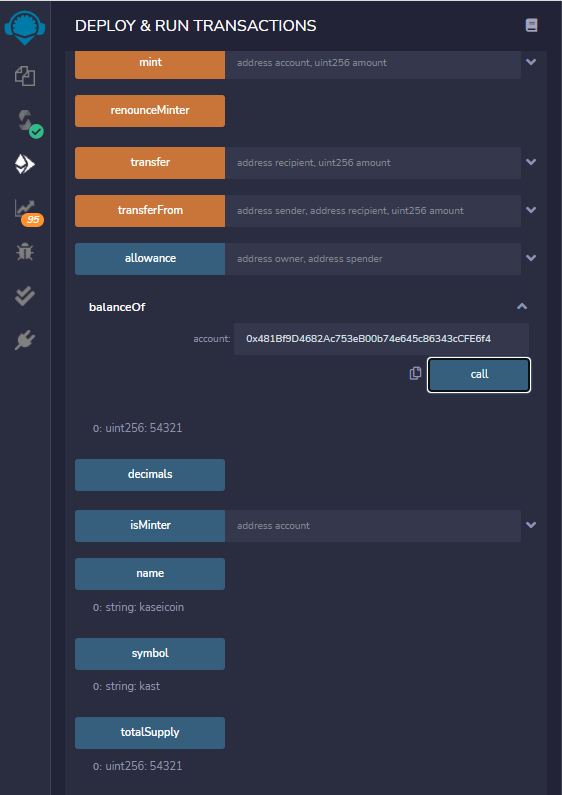 DEPLOY & RUN TRANSACTIONS
mint address account, uint256 amount
renounceMinter
transfer address recipient, uint256 amount
transferFrom address sender, address recipient, uint256 amount
95
allowance address owner, address spender
balanceOf
account: 0x481Bf9D4682Ac753eB00b74e645c86343cCFE6f4
call
0: uint256: 54321
decimals
isMinter address account
name
0: string: kaseicoin
symbol
0: string: kast
totalSupply
0: uint256: 54321